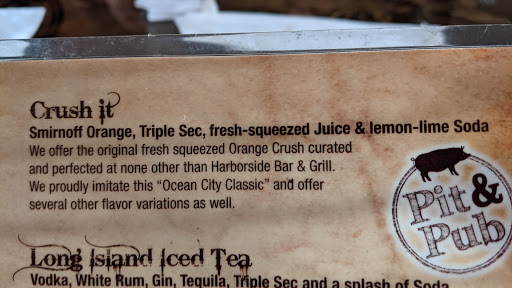 Crush it
Smirnoff Orange, Triple Sec, fresh-squeezed Juice & lemon-lime Soda
We offer the original fresh squeezed Orange Crush curated
and perfected at none other than Harborside Bar & Grill.
We proudly imitate this “Ocean City Classic” and offer
several other flavor variations as well.
Pit&
Pub
Long Island Iced Tea
Vodka, White Rum, Gin, Tequila, Triple Sec and a splash of Soda